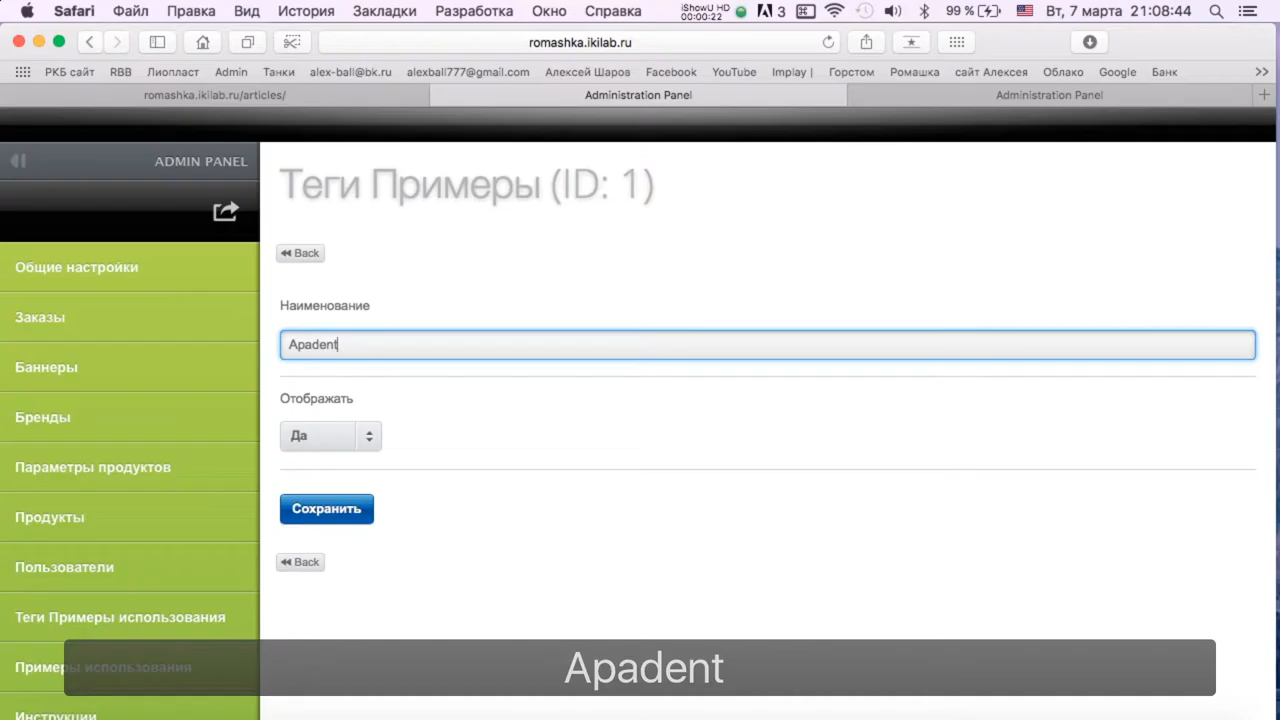 Safari Файл Правка Вид История Закладки Разработка Окно Справка iShowU HD 00:00:22 3 99 % Вт, 7 марта 21:08:44
romashka.ikilab.ru
РКБ сайт RBB Лиопласт Admin Танки alex-ball@bk.ru alexball777@gmail.com Алексей Шаров Facebook YouTube Implay | Горстом Ромашка сайт Алексея Облако Google Банк >>
romashka.ikilab.ru/articles/ Administration Panel Administration Panel +
ADMIN PANEL
Теги Примеры (ID: 1)
Back
Общие настройки
Наименование
Заказы
Apadent
Баннеры
Отображать
Бренды
Да
Параметры продуктов
Сохранить
Продукты
Back
Пользователи
Теги Примеры использования
Примеры использования
Apadent
Инструкции